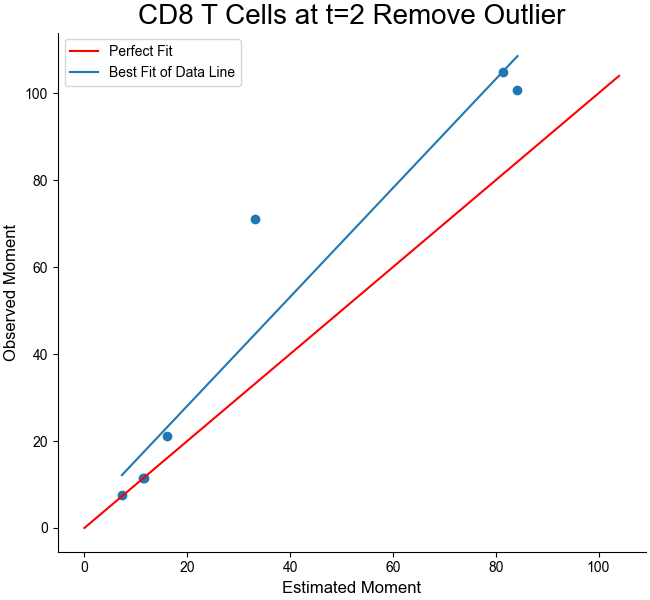 CD8 T Cells at t=2 Remove Outlier
Perfect Fit
Best Fit of Data Line
100
80
60
40
20
0
Observed Moment
0 20 40 60 80 100
Estimated Moment